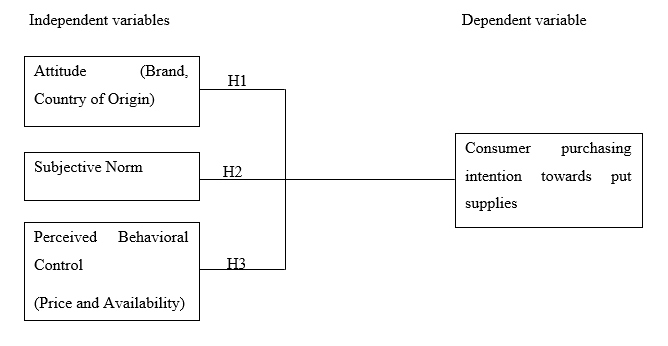 Independent variables
Dependent variable
Attitude (Brand,
Country of Origin)
H1
Subjective Norm
H2
Perceived Behavioral
Control
(Price and Availability)
H3
Consumer purchasing
intention towards put
supplies